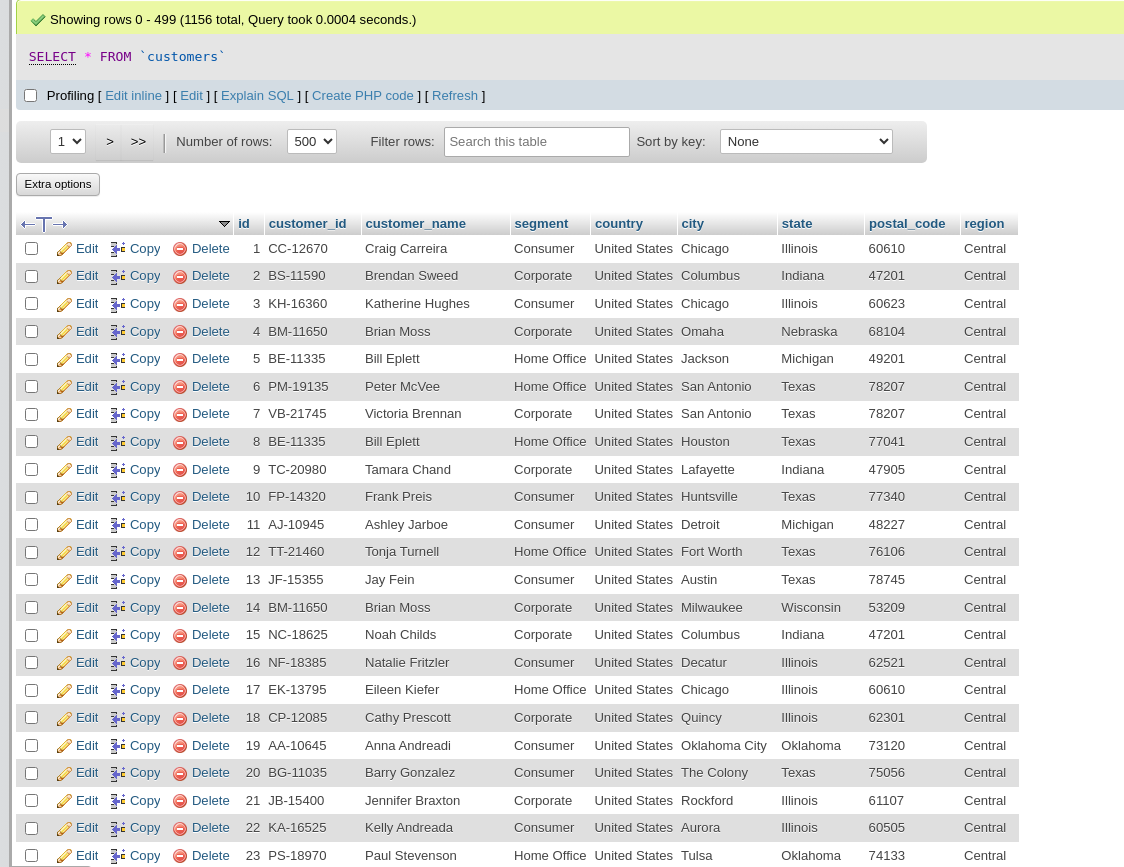 Showing rows 0 - 499 (1156 total, Query took 0.0004 seconds.)
SELECT * FROM `customers`
Profiling [ Edit inline ] [ Edit ] [ Explain SQL ] [ Create PHP code ] [ Refresh ]
1 > >> Number of rows: 500 Filter rows: Search this table Sort by key: None
Extra options
id customer_id customer_name segment country city state postal_code region
Edit Copy Delete 1 CC-12670 Craig Carreira Consumer United States Chicago Illinois 60610 Central
Edit Copy Delete 2 BS-11590 Brendan Sweed Corporate United States Columbus Indiana 47201 Central
Edit Copy Delete 3 KH-16360 Katherine Hughes Consumer United States Chicago Illinois 60623 Central
Edit Copy Delete 4 BM-11650 Brian Moss Corporate United States Omaha Nebraska 68104 Central
Edit Copy Delete 5 BE-11335 Bill Eplett Home Office United States Jackson Michigan 49201 Central
Edit Copy Delete 6 PM-19135 Peter McVee Home Office United States San Antonio Texas 78207 Central
Edit Copy Delete 7 VB-21745 Victoria Brennan Corporate United States San Antonio Texas 78207 Central
Edit Copy Delete 8 BE-11335 Bill Eplett Home Office United States Houston Texas 77041 Central
Edit Copy Delete 9 TC-20980 Tamara Chand Corporate United States Lafayette Indiana 47905 Central
Edit Copy Delete 10 FP-14320 Frank Preis Consumer United States Huntsville Texas 77340 Central
Edit Copy Delete 11 AJ-10945 Ashley Jarboe Consumer United States Detroit Michigan 48227 Central
Edit Copy Delete 12 TT-21460 Tonja Turnell Home Office United States Fort Worth Texas 76106 Central
Edit Copy Delete 13 JF-15355 Jay Fein Consumer United States Austin Texas 78745 Central
Edit Copy Delete 14 BM-11650 Brian Moss Corporate United States Milwaukee Wisconsin 53209 Central
Edit Copy Delete 15 NC-18625 Noah Childs Corporate United States Columbus Indiana 47201 Central
Edit Copy Delete 16 NF-18385 Natalie Fritzler Consumer United States Decatur Illinois 62521 Central
Edit Copy Delete 17 EK-13795 Eileen Kiefer Home Office United States Chicago Illinois 60610 Central
Edit Copy Delete 18 CP-12085 Cathy Prescott Corporate United States Quincy Illinois 62301 Central
Edit Copy Delete 19 AA-10645 Anna Andreadi Consumer United States Oklahoma City Oklahoma 73120 Central
Edit Copy Delete 20 BG-11035 Barry Gonzalez Consumer United States The Colony Texas 75056 Central
Edit Copy Delete 21 JB-15400 Jennifer Braxton Corporate United States Rockford Illinois 61107 Central
Edit Copy Delete 22 KA-16525 Kelly Andreada Consumer United States Aurora Illinois 60505 Central
Edit Copy Delete 23 PS-18970 Paul Stevenson Home Office United States Tulsa Oklahoma 74133 Central